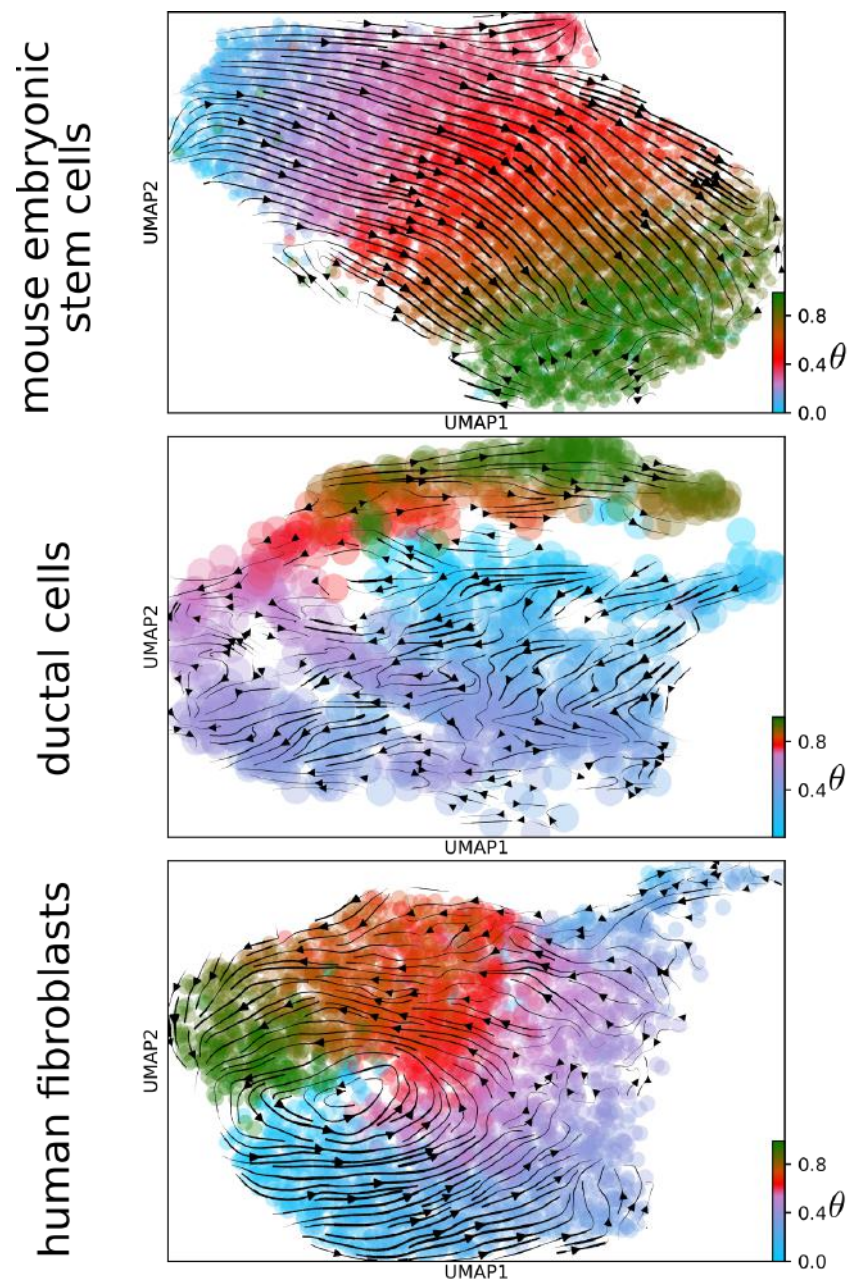 mouse embryonic
stem cells
UMAP2
0.8
0.4
θ
0.0
UMAP1
ductal cells
UMAP2
0.8
0.4
θ
UMAP1
human fibroblasts
UMAP2
0.8
0.4
θ
0.0
UMAP1